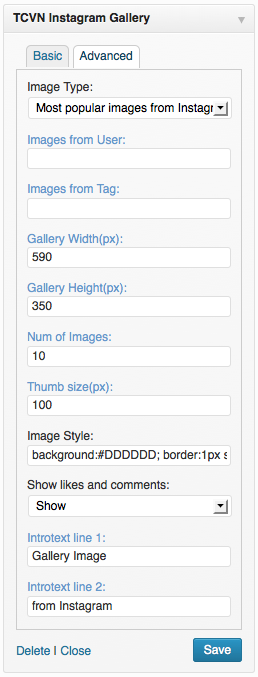 TCVN Instagram Gallery
Basic Advanced
Image Type:
Most popular images from Instagr
Images from User:
Images from Tag:
Gallery Width(px):
590
Gallery Height(px):
350
Num of Images:
10
Thumb size(px):
100
Image Style:
background:#DDDDDD; border:1px s
Show likes and comments:
Show
Introtext line 1:
Gallery Image
Introtext line 2:
from Instagram
Delete | Close Save